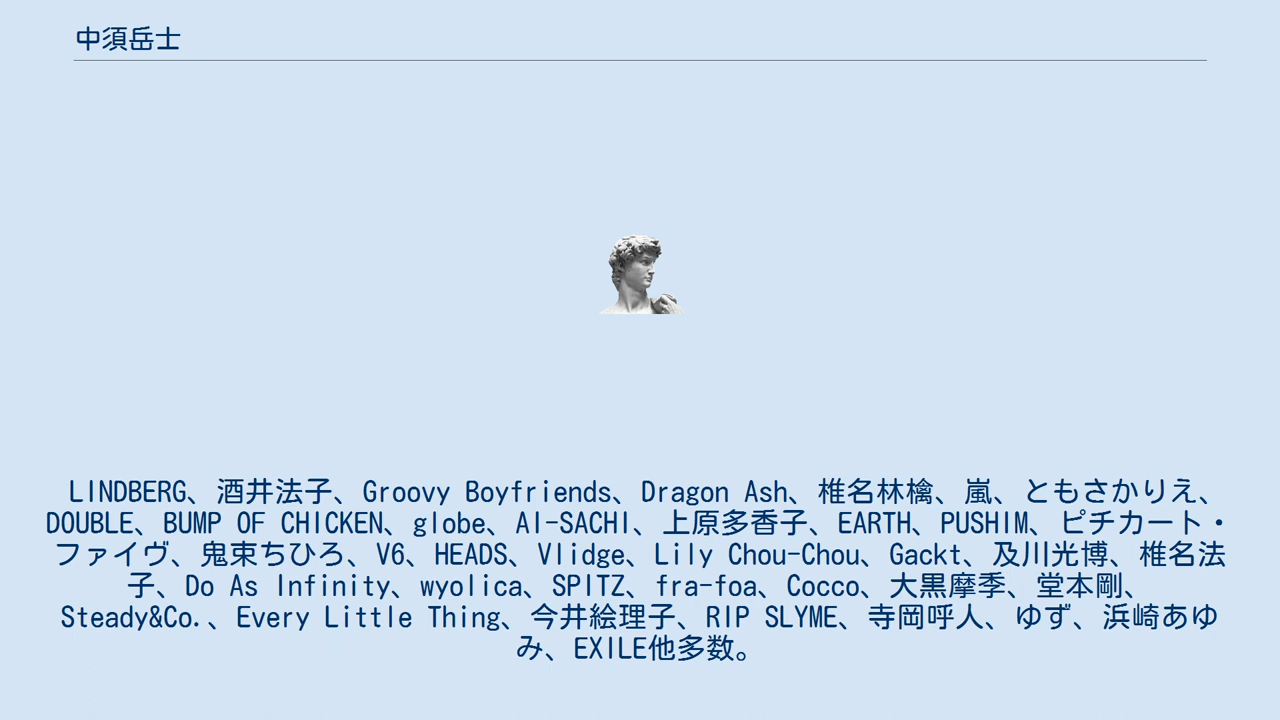 中須岳士
LINDBERG、酒井法子、Groovy Boyfriends、Dragon Ash、椎名林檎、嵐、ともさかりえ、
DOUBLE、BUMP OF CHICKEN、globe、AI-SACHI、上原多香子、EARTH、PUSHIM、ピチカート・
ファイヴ、鬼束ちひろ、V6、HEADS、Vlidge、Lily Chou-Chou、Gackt、及川光博、椎名法
子、Do As Infinity、wyolica、SPITZ、fra-foa、Cocco、大黒摩季、堂本剛、
Steady&Co.、Every Little Thing、今井絵理子、RIP SLYME、寺岡呼人、ゆず、浜崎あゆ
み、EXILE他多数。